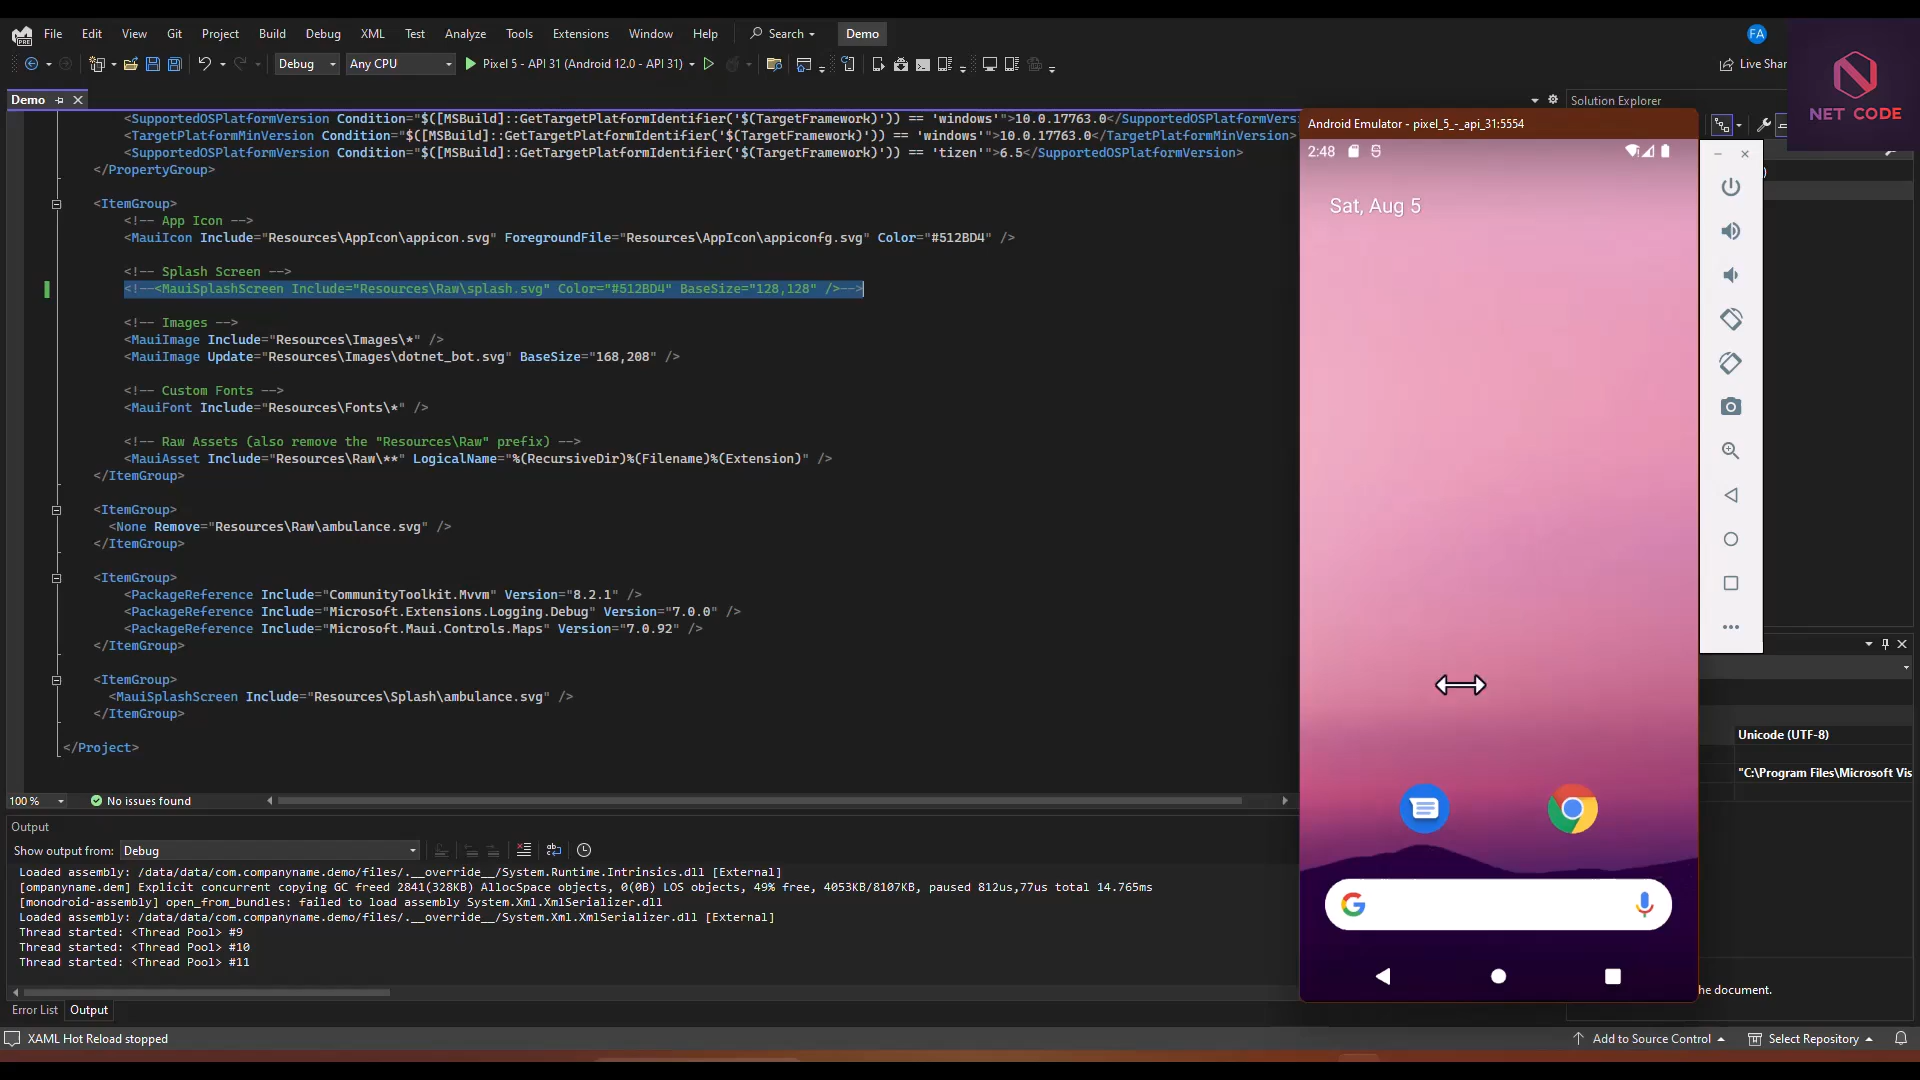 File Edit View Git Project Build Debug XML Test Analyze Tools Extensions Window Help Search Demo FA
Debug Any CPU Pixel 5 - API 31 (Android 12.0 - API 31) Live Shar
NET CODE
Demo
Solution Explorer
<SupportedOSPlatformVersion Condition="$([MSBuild]::GetTargetPlatformIdentifier('$(TargetFramework)')) == 'windows'">10.0.17763.0</SupportedOSPlatformVersi
<TargetPlatformMinVersion Condition="$([MSBuild]::GetTargetPlatformIdentifier('$(TargetFramework)')) == 'windows'">10.0.17763.0</TargetPlatformMinVersion>
<SupportedOSPlatformVersion Condition="$([MSBuild]::GetTargetPlatformIdentifier('$(TargetFramework)')) == 'tizen'">6.5</SupportedOSPlatformVersion>
</PropertyGroup>
<ItemGroup>
<!-- App Icon -->
<MauiIcon Include="Resources\AppIcon\appicon.svg" ForegroundFile="Resources\AppIcon\appiconfg.svg" Color="#512BD4" />
<!-- Splash Screen -->
<!--<MauiSplashScreen Include="Resources\Raw\splash.svg" Color="#512BD4" BaseSize="128,128" />-->
<!-- Images -->
<MauiImage Include="Resources\Images\*" />
<MauiImage Update="Resources\Images\dotnet_bot.svg" BaseSize="168,208" />
<!-- Custom Fonts -->
<MauiFont Include="Resources\Fonts\*" />
<!-- Raw Assets (also remove the "Resources\Raw" prefix) -->
<MauiAsset Include="Resources\Raw\**" LogicalName="%(RecursiveDir)%(Filename)%(Extension)" />
</ItemGroup>
<ItemGroup>
<None Remove="Resources\Raw\ambulance.svg" />
</ItemGroup>
<ItemGroup>
<PackageReference Include="CommunityToolkit.Mvvm" Version="8.2.1" />
<PackageReference Include="Microsoft.Extensions.Logging.Debug" Version="7.0.0" />
<PackageReference Include="Microsoft.Maui.Controls.Maps" Version="7.0.92" />
</ItemGroup>
<ItemGroup>
<MauiSplashScreen Include="Resources\Splash\ambulance.svg" />
</ItemGroup>
</Project>
100 % No issues found
Output
Show output from: Debug
Loaded assembly: /data/data/com.companyname.demo/files/.__override__/System.Runtime.Intrinsics.dll [External]
[ompanyname.dem] Explicit concurrent copying GC freed 2841(328KB) AllocSpace objects, 0(0B) LOS objects, 49% free, 4053KB/8107KB, paused 812us,77us total 14.765ms
[monodroid-assembly] open_from_bundles: failed to load assembly System.Xml.XmlSerializer.dll
Loaded assembly: /data/data/com.companyname.demo/files/.__override__/System.Xml.XmlSerializer.dll [External]
Thread started: <Thread Pool> #9
Thread started: <Thread Pool> #10
Thread started: <Thread Pool> #11
Error List Output
XAML Hot Reload stopped
Android Emulator - pixel_5_-_api_31:5554
2:48
Sat, Aug 5
Unicode (UTF-8)
"C:\Program Files\Microsoft Vis
he document.
Add to Source Control Select Repository